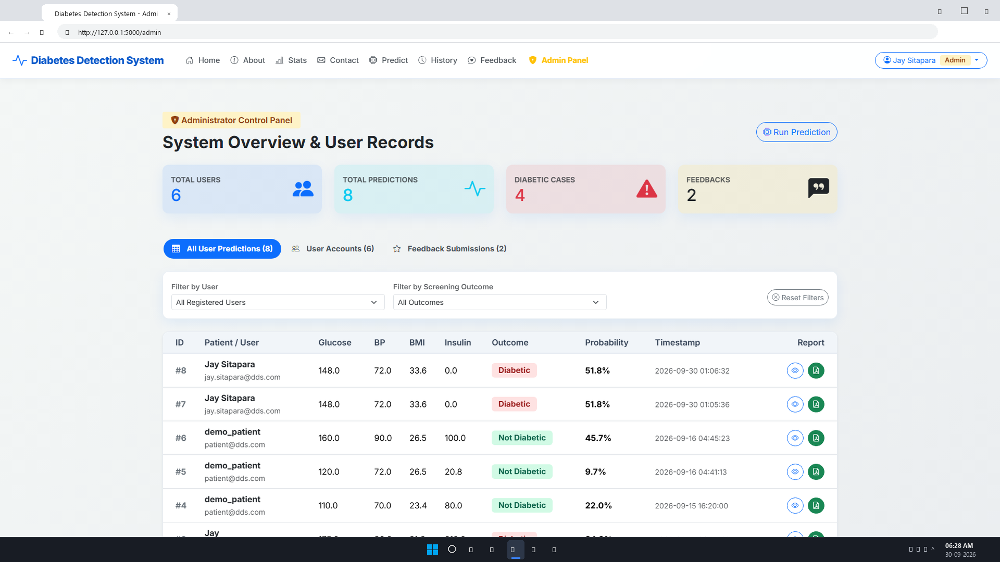 Diabetes Detection System - Admi ×
http://127.0.0.1:5000/admin
Diabetes Detection System Home About Stats Contact Predict History Feedback Admin Panel Jay Sitapara Admin
Administrator Control Panel
System Overview & User Records
Run Prediction
TOTAL USERS
6
TOTAL PREDICTIONS
8
DIABETIC CASES
4
FEEDBACKS
2
All User Predictions (8) User Accounts (6) Feedback Submissions (2)
Filter by User
All Registered Users
Filter by Screening Outcome
All Outcomes
Reset Filters
ID Patient / User Glucose BP BMI Insulin Outcome Probability Timestamp Report
#8 Jay Sitapara 148.0 72.0 33.6 0.0 Diabetic 51.8% 2026-09-30 01:06:32
jay.sitapara@dds.com
#7 Jay Sitapara 148.0 72.0 33.6 0.0 Diabetic 51.8% 2026-09-30 01:05:36
jay.sitapara@dds.com
#6 demo_patient 160.0 90.0 26.5 100.0 Not Diabetic 45.7% 2026-09-16 04:45:23
patient@dds.com
#5 demo_patient 120.0 72.0 26.5 20.8 Not Diabetic 9.7% 2026-09-16 04:41:13
patient@dds.com
#4 demo_patient 110.0 70.0 23.4 80.0 Not Diabetic 22.0% 2026-09-15 16:20:00
patient@dds.com
Jay
06:28 AM
30-09-2026